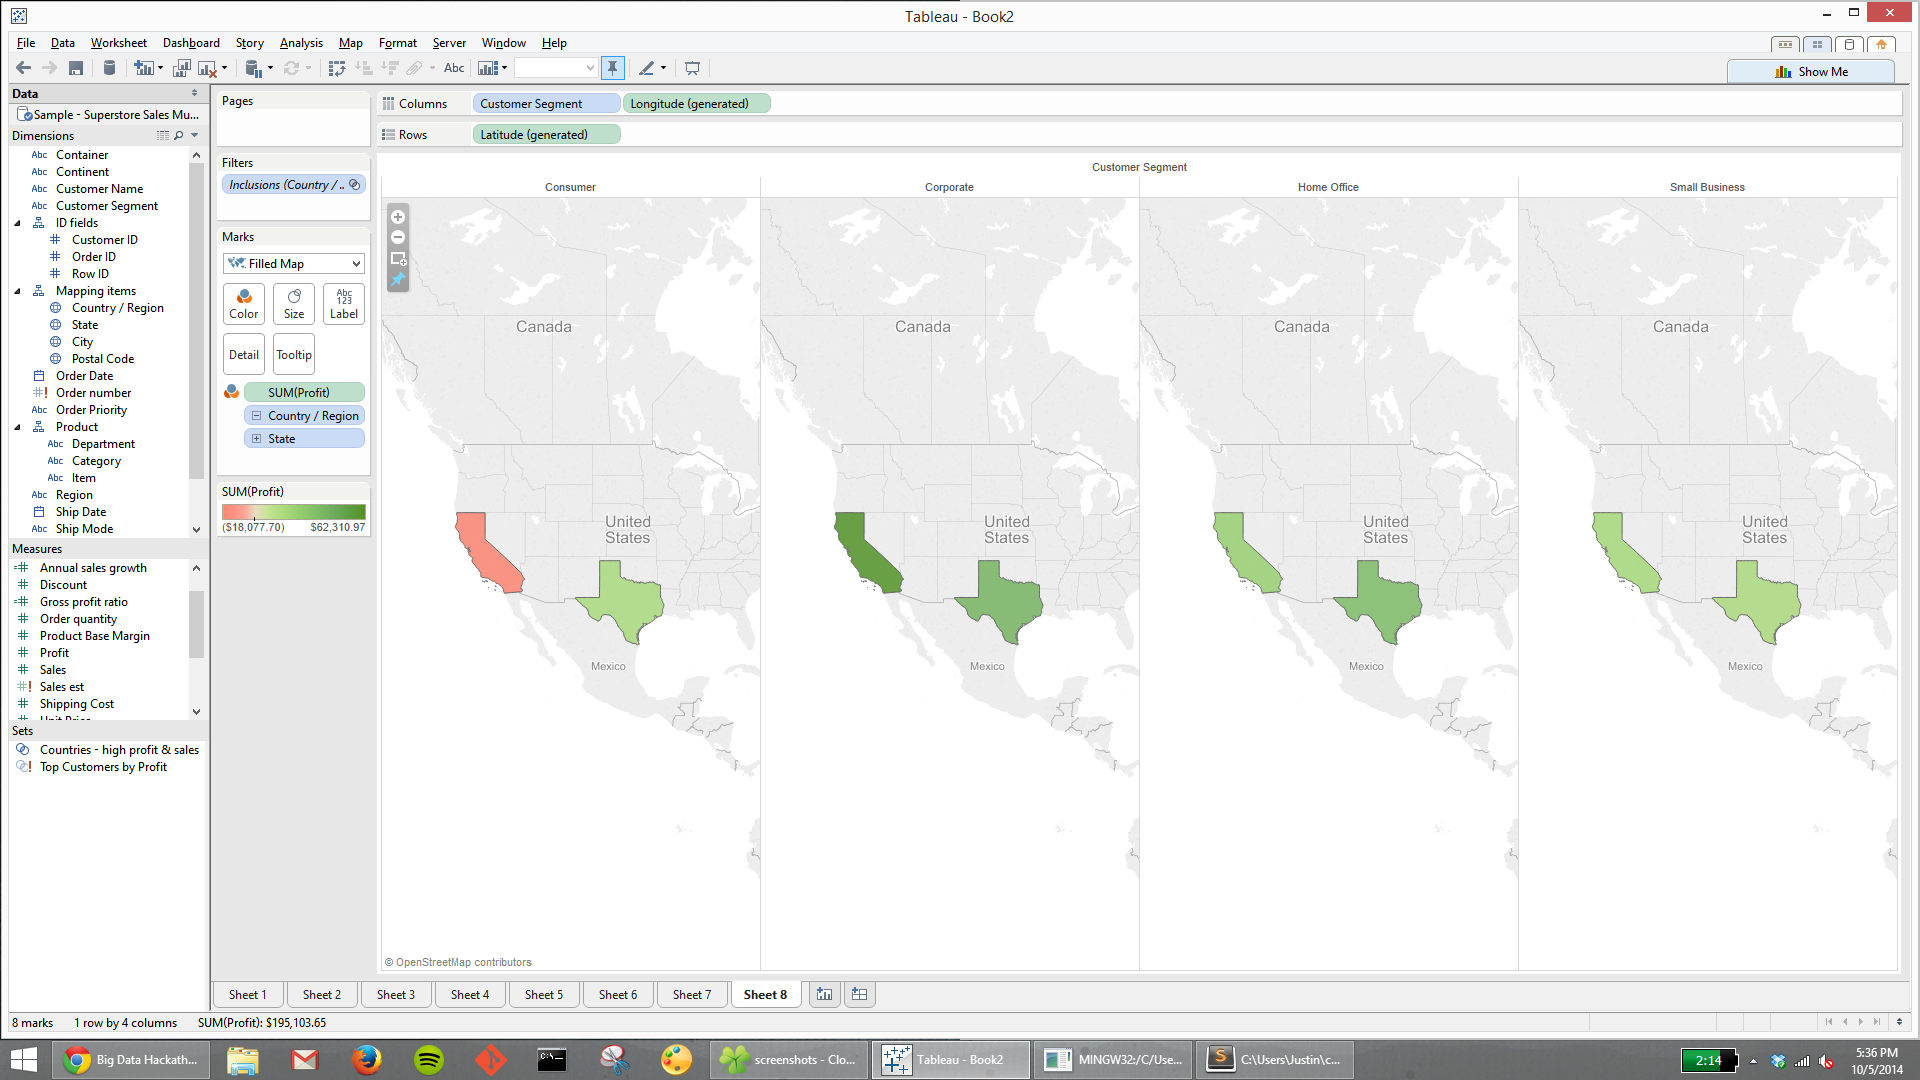 Tableau - Book2
File Data Worksheet Dashboard Story Analysis Map Format Server Window Help
Abc
Show Me
Data
Sample - Superstore Sales Mu...
Dimensions
Abc Container
Abc Continent
Abc Customer Name
Abc Customer Segment
ID fields
Customer ID
Order ID
Row ID
Mapping items
Country / Region
State
City
Postal Code
Order Date
Order number
Abc Order Priority
Product
Abc Department
Abc Category
Abc Item
Abc Region
Ship Date
Abc Ship Mode
Measures
Annual sales growth
Discount
Gross profit ratio
Order quantity
Product Base Margin
Profit
Sales
Sales est
Shipping Cost
Sets
Countries - high profit & sales
Top Customers by Profit
Pages
Filters
Inclusions (Country / ..
Marks
Filled Map
Color
Size
Abc
123
Label
Detail
Tooltip
SUM(Profit)
Country / Region
State
SUM(Profit)
($18,077.70) $62,310.97
Columns Customer Segment Longitude (generated)
Rows Latitude (generated)
Customer Segment
Consumer Corporate Home Office Small Business
Canada Canada Canada Canada
United States United States United States United States
Mexico Mexico Mexico Mexico
© OpenStreetMap contributors
Sheet 1 Sheet 2 Sheet 3 Sheet 4 Sheet 5 Sheet 6 Sheet 7 Sheet 8
8 marks 1 row by 4 columns SUM(Profit): $195,103.65
Big Data Hackath...
C:\_
screenshots - Clo...
Tableau - Book2
MINGW32:/C/Use...
C:\Users\Justin\c...
2:14
5:36 PM
10/5/2014